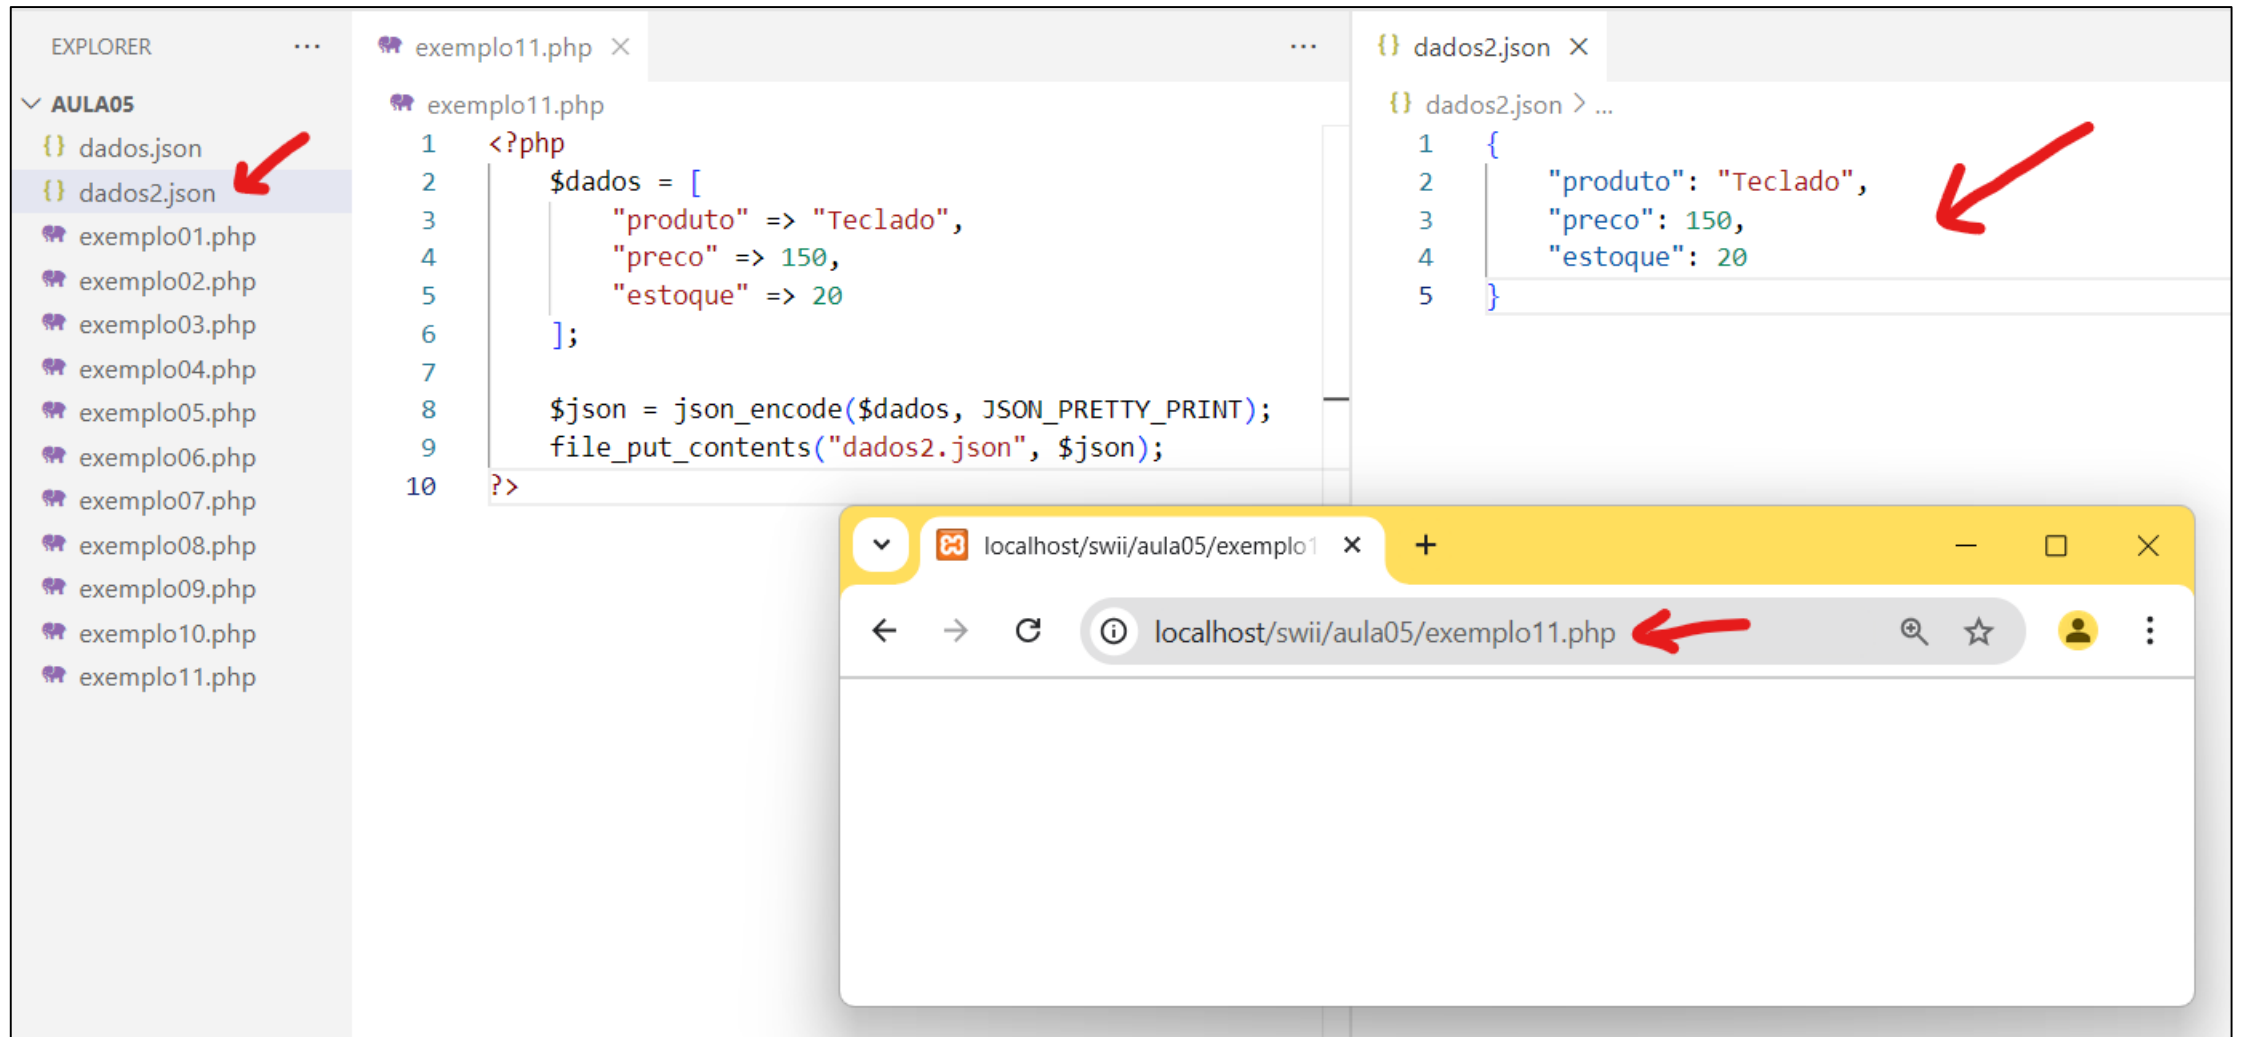 EXPLORER ...
AULA05
dados.json
dados2.json
exemplo01.php
exemplo02.php
exemplo03.php
exemplo04.php
exemplo05.php
exemplo06.php
exemplo07.php
exemplo08.php
exemplo09.php
exemplo10.php
exemplo11.php
exemplo11.php
exemplo11.php
1 <?php
2 $dados = [
3 "produto" => "Teclado",
4 "preco" => 150,
5 "estoque" => 20
6 ];
7
8 $json = json_encode($dados, JSON_PRETTY_PRINT);
9 file_put_contents("dados2.json", $json);
10 ?>
{} dados2.json
{} dados2.json > ...
1 {
2 "produto": "Teclado",
3 "preco": 150,
4 "estoque": 20
5 }
localhost/swii/aula05/exemplo1
localhost/swii/aula05/exemplo11.php